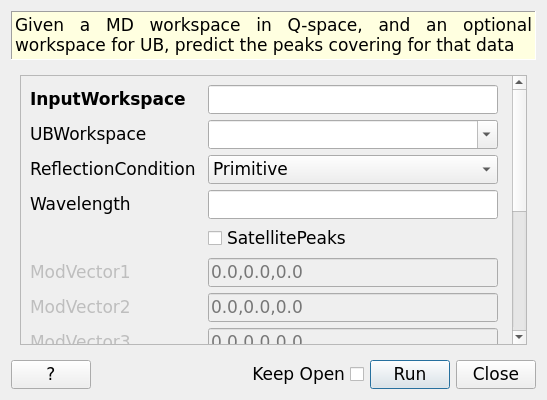 Given a MD workspace in Q-space, and an optional
workspace for UB, predict the peaks covering for that data
InputWorkspace
UBWorkspace
ReflectionCondition Primitive
Wavelength
SatellitePeaks
ModVector1 0.0,0.0,0.0
ModVector2 0.0,0.0,0.0
ModVector3 0.0,0.0,0.0
? Keep Open Run Close